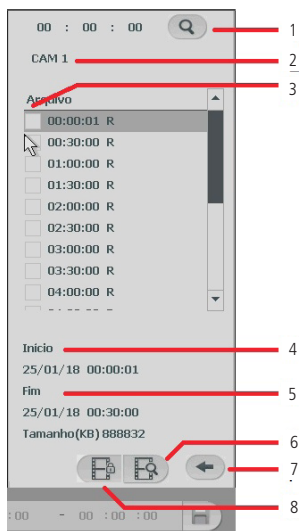 00 : 00 : 00 1
CAM 1 2
3
Arquivo
00:00:01 R
00:30:00 R
01:00:00 R
01:30:00 R
02:00:00 R
02:30:00 R
03:00:00 R
03:30:00 R
04:00:00 R
Inicio 4
25/01/18 00:00:01
Fim 5
25/01/18 00:30:00
Tamanho(KB) 888832 6
7
8
:00 - 00 :00 :00